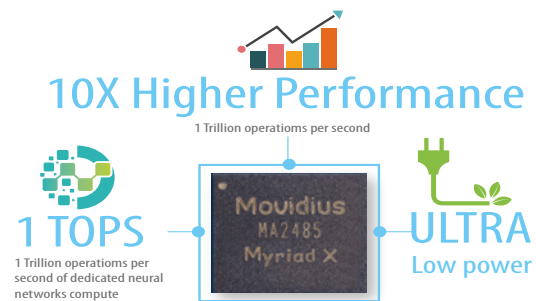 10X Higher Performance
1 Trillion operatioms per second
1 TOPS
1 Trillion operations per
second of dedicated neural
networks compute
Movidius
MA2485
Myriad X
ULTRA
Low power